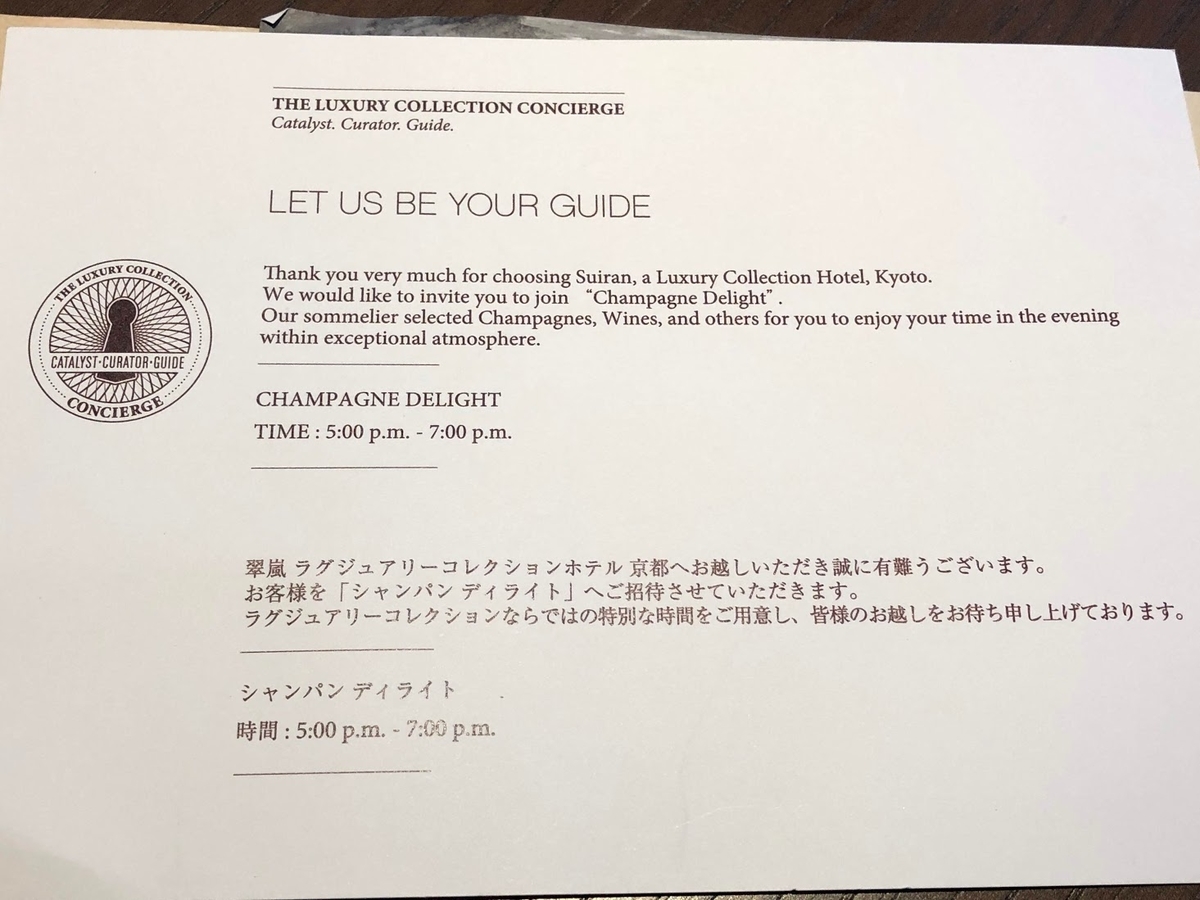 THE LUXURY COLLECTION CONCIERGE
Catalyst. Curator. Guide.
LET US BE YOUR GUIDE
THE LUXURY COLLECTION
CATALYST·CURATOR·GUIDE
CONCIERGE
Thank you very much for choosing Suiran, a Luxury Collection Hotel, Kyoto.
We would like to invite you to join “Champagne Delight” .
Our sommelier selected Champagnes, Wines, and others for you to enjoy your time in the evening
within exceptional atmosphere.
CHAMPAGNE DELIGHT
TIME : 5:00 p.m. - 7:00 p.m.
翠嵐 ラグジュアリーコレクションホテル 京都へお越しいただき誠に有難うございます。
お客様を「シャンパン ディライト」へご招待させていただきます。
ラグジュアリーコレクションならではの特別な時間をご用意し、皆様のお越しをお待ち申し上げております。
シャンパン ディライト
時間 : 5:00 p.m. - 7:00 p.m.